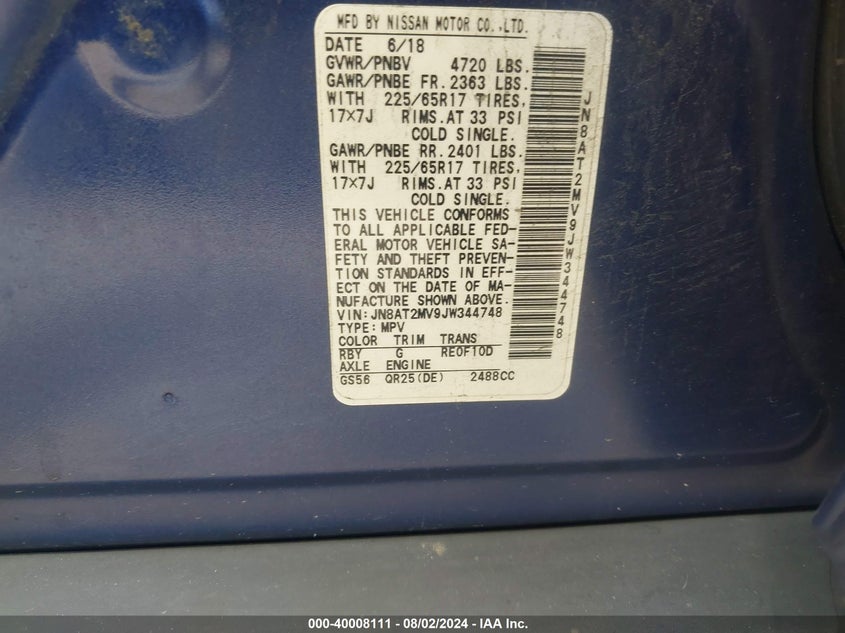 MFD BY NISSAN MOTOR CO.,LTD.
DATE 6/18
GVWR/PNBV 4720 LBS.
GAWR/PNBE FR. 2363 LBS.
WITH 225/65R17 TIRES,
17×7J RIMS.AT 33 PSI
COLD SINGLE.
GAWR/PNBE RR. 2401 LBS.
WITH 225/65R17 TIRES,
17×7J RIMS.AT 33 PSI
COLD SINGLE.
THIS VEHICLE CONFORMS
TO ALL APPLICABLE FED-
ERAL MOTOR VEHICLE SA-
FETY AND THEFT PREVEN-
TION STANDARDS IN EFF-
ECT ON THE DATE OF MA-
NUFACTURE SHOWN ABOVE.
VIN:JN8AT2MV9JW344748
TYPE:MPV
COLOR TRIM TRANS
RBY G RE0F10D
AXLE ENGINE
GS56 QR25(DE) 2488CC
JN8AT2MV9JW344748
000-40008111 - 08/02/2024 - IAA Inc.